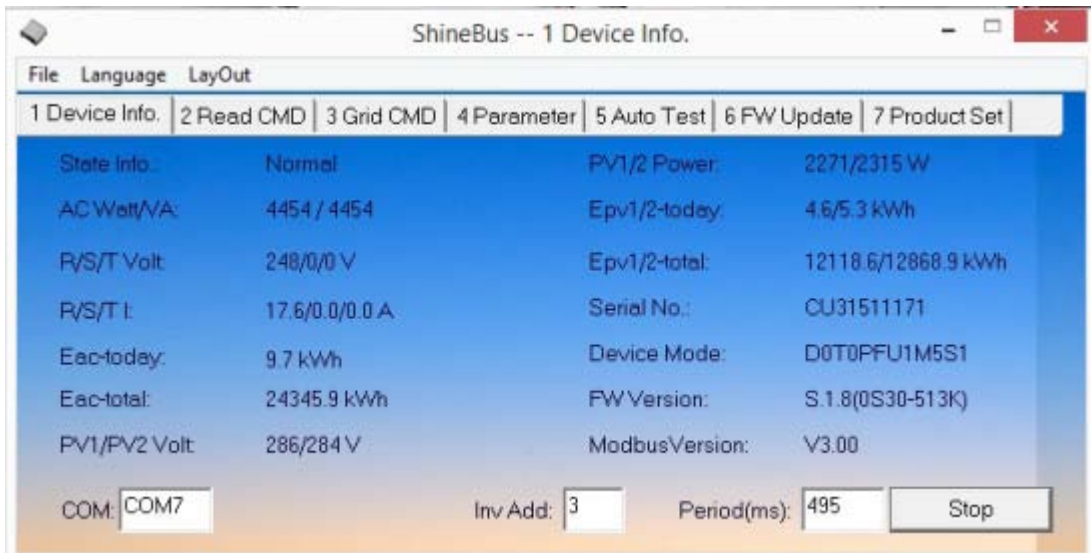 ShineBus -- 1 Device Info.
File Language LayOut
1 Device Info. 2 Read CMD 3 Grid CMD 4 Parameter 5 Auto Test 6 FW Update 7 Product Set
State Info.: Normal PV1/2 Power: 2271/2315 W
AC Watt/VA: 4454 / 4454 Epv1/2-today: 4.6/5.3 kWh
R/S/T Volt: 248/0/0 V Epv1/2-total: 12118.6/12868.9 kWh
R/S/T I: 17.6/0.0/0.0 A Serial No.: CU31511171
Eac-today: 9.7 kWh Device Mode: D0T0PFU1M5S1
Eac-total: 24345.9 kWh FW Version: S.1.8(0S30-513K)
PV1/PV2 Volt: 286/284 V ModbusVersion: V3.00
COM: COM7 Inv Add: 3 Period(ms): 495 Stop